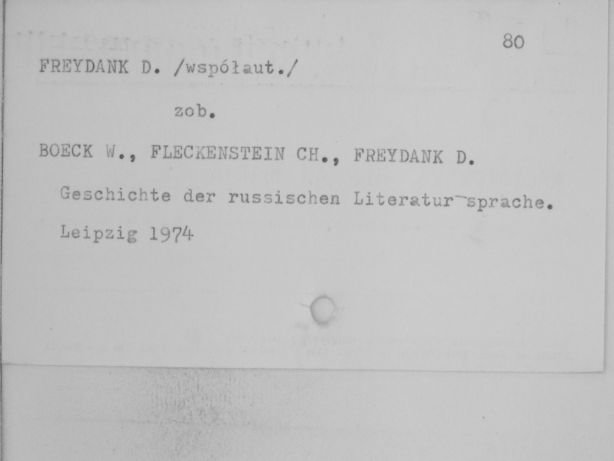 80
FREYDANK D. /współaut./
zob.
BOECK W., FLECKENSTEIN CH., FREYDANK D.
Geschichte der russischen Literatur-sprache.
Leipzig 1974